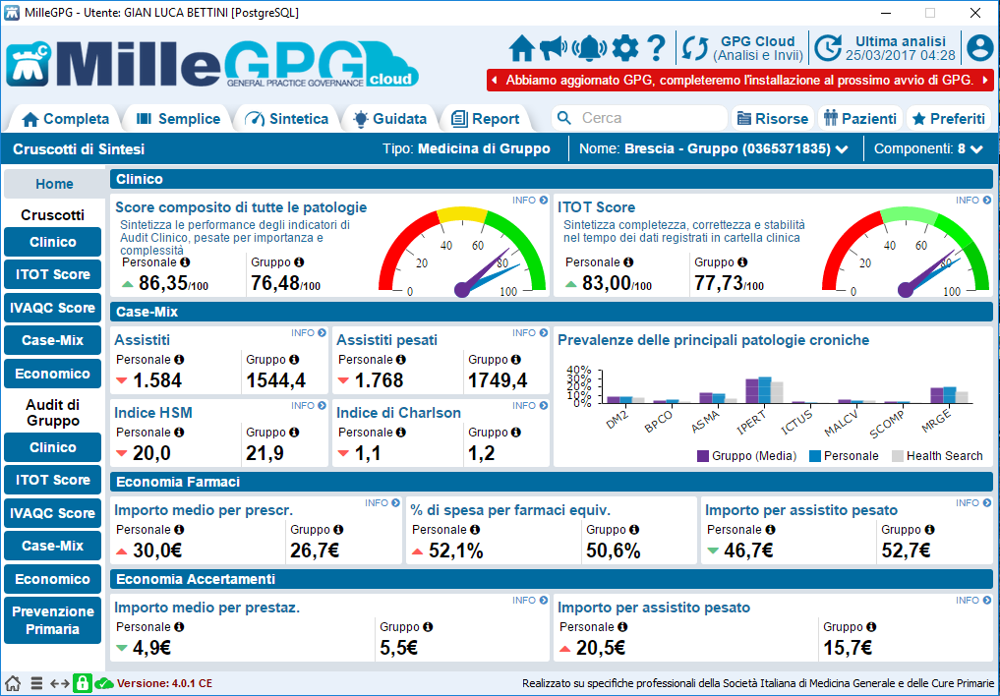 MilleGPG - Utente: GIAN LUCA BETTINI [PostgreSQL]
MilleGPG cloud
GENERAL PRACTICE GOVERNANCE
GPG Cloud
(Analisi e Invii)
Ultima analisi
25/03/2017 04:28
Abbiamo aggiornato GPG, completeremo l'installazione al prossimo avvio di GPG.
Completa Semplice Sintetica Guidata Report Cerca Risorse Pazienti Preferiti
Cruscotti di Sintesi Tipo: Medicina di Gruppo Nome: Brescia - Gruppo (0365371835) Componenti: 8
Home
Cruscotti
Clinico
ITOT Score
IVAQC Score
Case-Mix
Economico
Audit di
Gruppo
Clinico
ITOT Score
IVAQC Score
Case-Mix
Economico
Prevenzione
Primaria
Clinico
INFO
Score composito di tutte le patologie
Sintetizza le performance degli indicatori di
Audit Clinico, pesate per importanza e
complessità
Personale Gruppo
86,35/100 76,48/100
0 20 40 60 80 100
INFO
ITOT Score
Sintetizza completezza, correttezza e stabilità
nel tempo dei dati registrati in cartella clinica
Personale Gruppo
83,00/100 77,73/100
0 20 40 60 80 100
Case-Mix
INFO
Assistiti
Personale Gruppo
1.584 1544,4
INFO
Assistiti pesati
Personale Gruppo
1.768 1749,4
INFO
Indice HSM
Personale Gruppo
20,0 21,9
INFO
Indice di Charlson
Personale Gruppo
1,1 1,2
Prevalenze delle principali patologie croniche
40%
30%
20%
10%
0%
DM2 BPCO ASMA IPERT ICTUS MALCV SCOMP MRGE
Gruppo (Media) Personale Health Search
Economia Farmaci
INFO
Importo medio per prescr.
Personale Gruppo
30,0€ 26,7€
% di spesa per farmaci equiv.
Personale Gruppo
52,1% 50,6%
INFO
Importo per assistito pesato
Personale Gruppo
46,7€ 52,7€
Economia Accertamenti
INFO
Importo medio per prestaz.
Personale Gruppo
4,9€ 5,5€
INFO
Importo per assistito pesato
Personale Gruppo
20,5€ 15,7€
Versione: 4.0.1 CE
Realizzato su specifiche professionali della Società Italiana di Medicina Generale e delle Cure Primarie